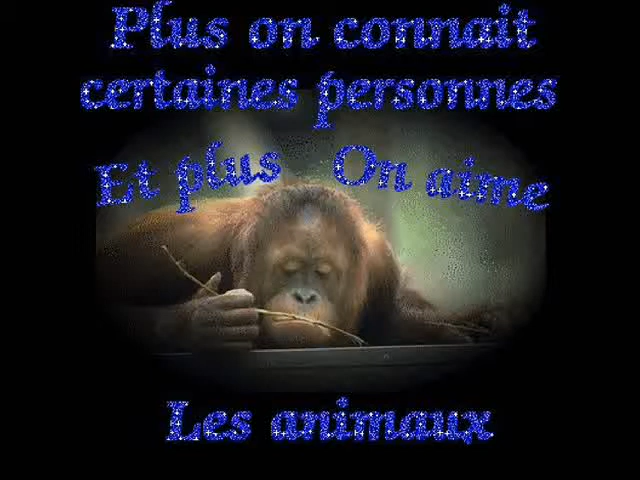 Plus on connait
certaines personnes
Et plus On aime
Les animaux